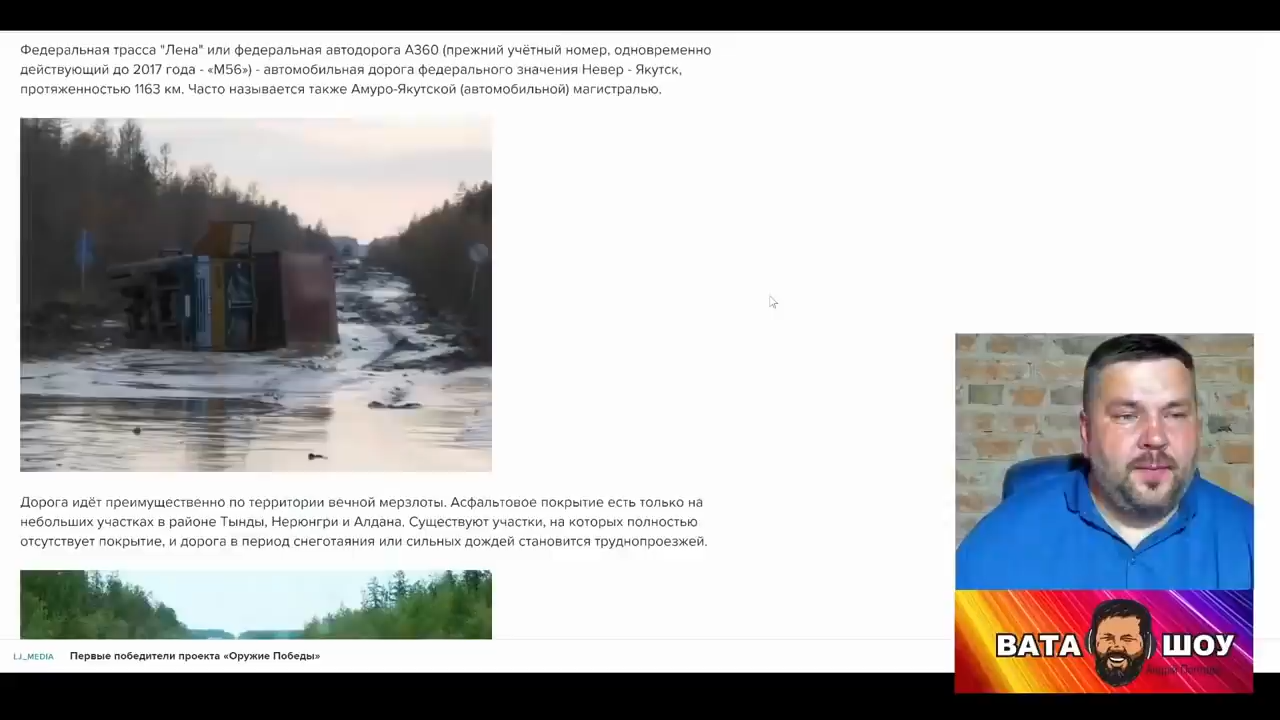 Федеральная трасса "Лена" или федеральная автодорога А360 (прежний учётный номер, одновременно
действующий до 2017 года - «М56») - автомобильная дорога федерального значения Невер - Якутск,
протяженностью 1163 км. Часто называется также Амуро-Якутской (автомобильной) магистралью.
Дорога идёт преимущественно по территории вечной мерзлоты. Асфальтовое покрытие есть только на
небольших участках в районе Тынды, Нерюнгри и Алдана. Существуют участки, на которых полностью
отсутствует покрытие, и дорога в период снеготаяния или сильных дождей становится труднопроезжей.
LJ_MEDIA Первые победители проекта «Оружие Победы»
ВАТА ШОУ